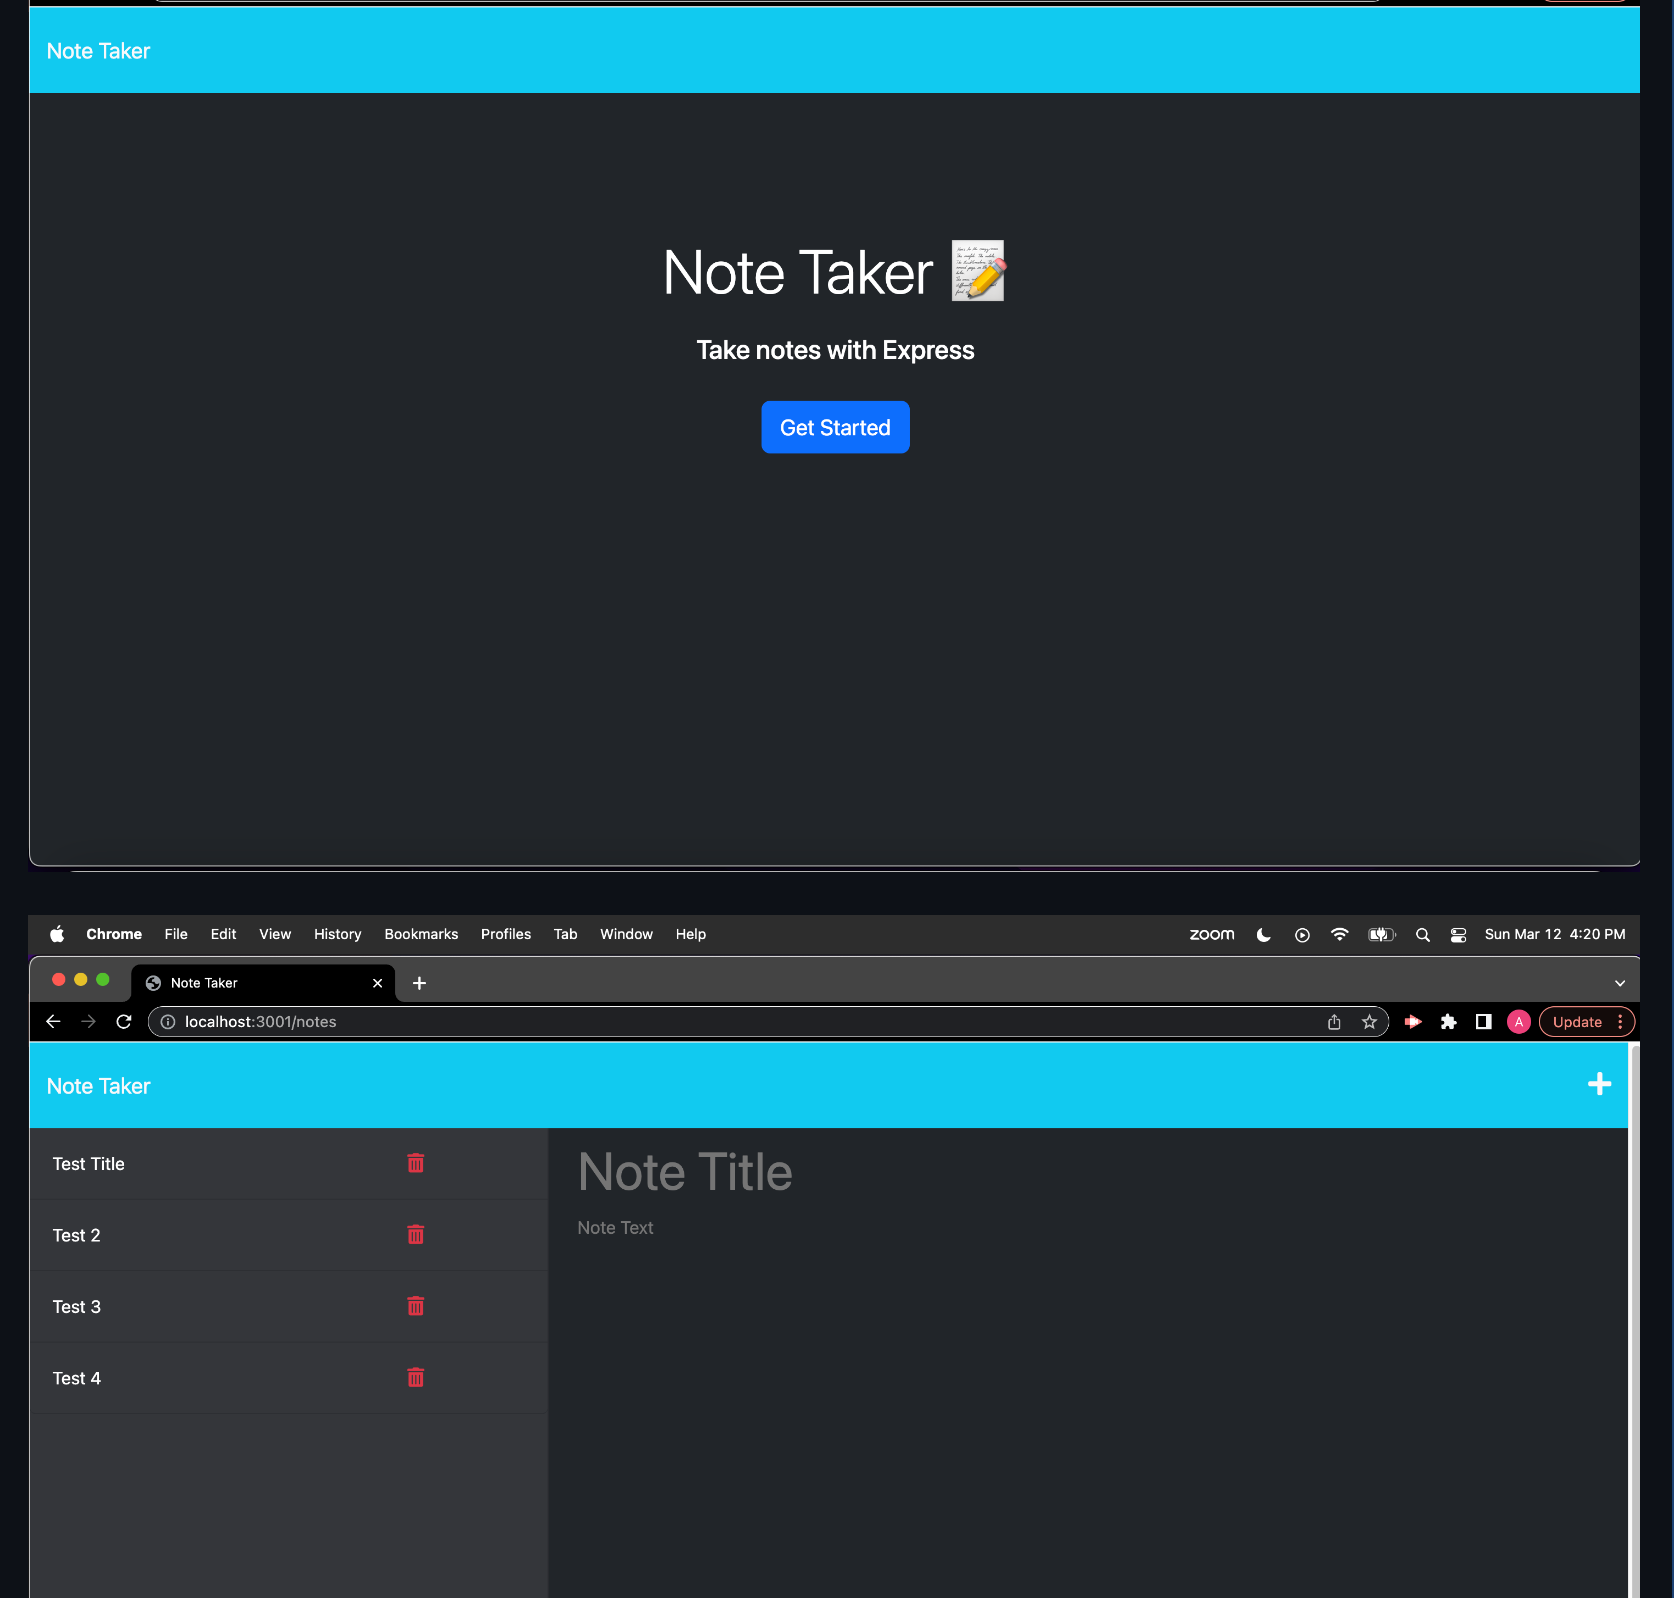 Note Taker
Note Taker
Take notes with Express
Get Started
Chrome File Edit View History Bookmarks Profiles Tab Window Help zoom Sun Mar 12 4:20 PM
Note Taker
localhost:3001/notes A Update
Note Taker
Test Title
Test 2
Test 3
Test 4
Note Title
Note Text